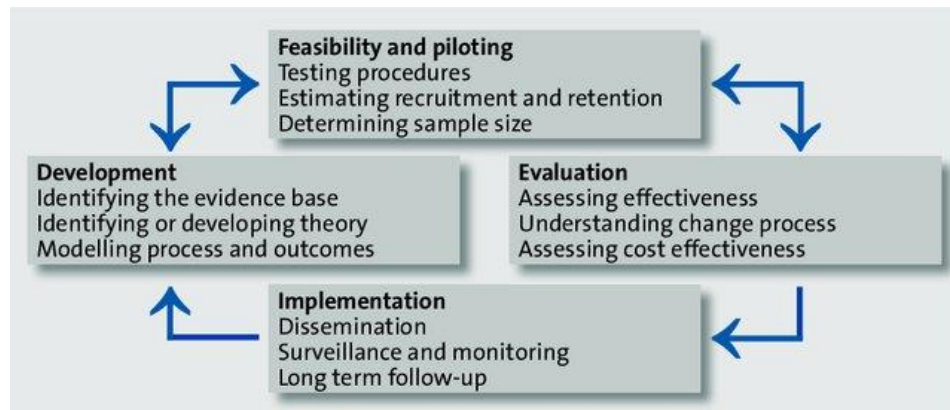 Feasibility and piloting
Testing procedures
Estimating recruitment and retention
Determining sample size
Development
Identifying the evidence base
Identifying or developing theory
Modelling process and outcomes
Evaluation
Assessing effectiveness
Understanding change process
Assessing cost effectiveness
Implementation
Dissemination
Surveillance and monitoring
Long term follow-up